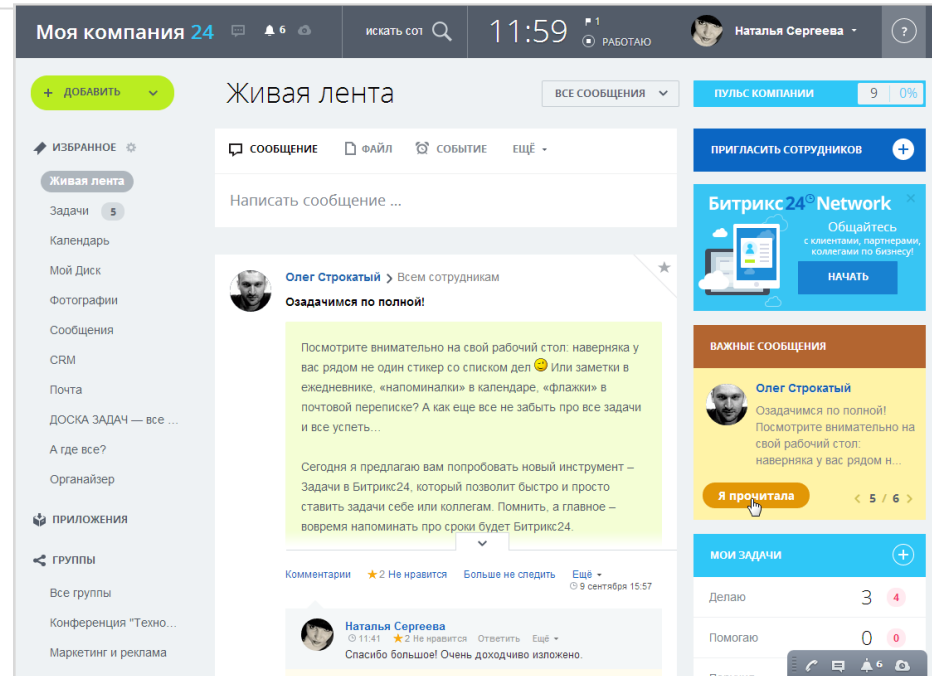 Моя компания 24
6
искать сот
11:59
1
РАБОТАЮ
Наталья Сергеева
?
+ ДОБАВИТЬ
ИЗБРАННОЕ
Живая лента
Задачи 5
Календарь
Мой Диск
Фотографии
Сообщения
CRM
Почта
ДОСКА ЗАДАЧ — все ...
А где все?
Органайзер
ПРИЛОЖЕНИЯ
ГРУППЫ
Все группы
Конференция "Техно...
Маркетинг и реклама
Живая лента
ВСЕ СООБЩЕНИЯ
СООБЩЕНИЕ ФАЙЛ СОБЫТИЕ ЕЩЁ
Написать сообщение ...
Олег Строкатый > Всем сотрудникам
Озадачимся по полной!
Посмотрите внимательно на свой рабочий стол: наверняка у
вас рядом не один стикер со списком дел Или заметки в
ежедневнике, «напоминалки» в календаре, «флажки» в
почтовой переписке? А как еще все не забыть про все задачи
и все успеть...
Сегодня я предлагаю вам попробовать новый инструмент –
Задачи в Битрикс24, который позволит быстро и просто
ставить задачи себе или коллегам. Помнить, а главное –
вовремя напоминать про сроки будет Битрикс24.
Комментарии 2 Не нравится Больше не следить Ещё
9 сентября 15:57
Наталья Сергеева
11:41 2 Не нравится Ответить Ещё
Спасибо большое! Очень доходчиво изложено.
ПУЛЬС КОМПАНИИ 9 0%
ПРИГЛАСИТЬ СОТРУДНИКОВ +
Битрикс24 Network
Общайтесь
с клиентами, партнерами,
коллегами по бизнесу!
НАЧАТЬ
ВАЖНЫЕ СООБЩЕНИЯ
Олег Строкатый
Озадачимся по полной!
Посмотрите внимательно на
свой рабочий стол:
наверняка у вас рядом н...
Я прочитала
< 5 / 6 >
МОИ ЗАДАЧИ +
Делаю 3 4
Помогаю 0 0
6